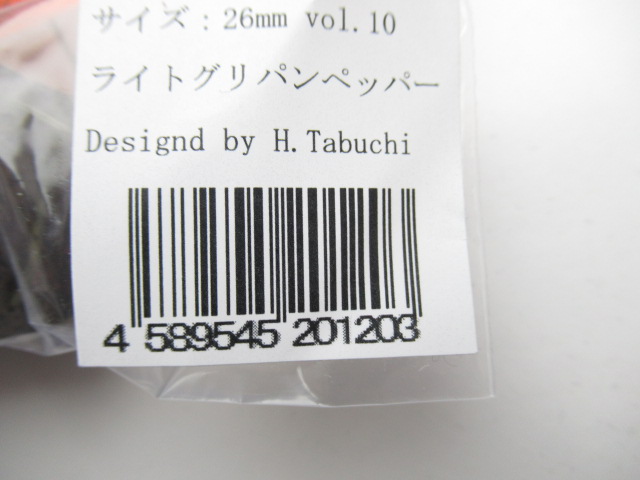 サイズ：26mm vol.10
ライトグリパンペッパー
Designd by H.Tabuchi
4 589545 201203